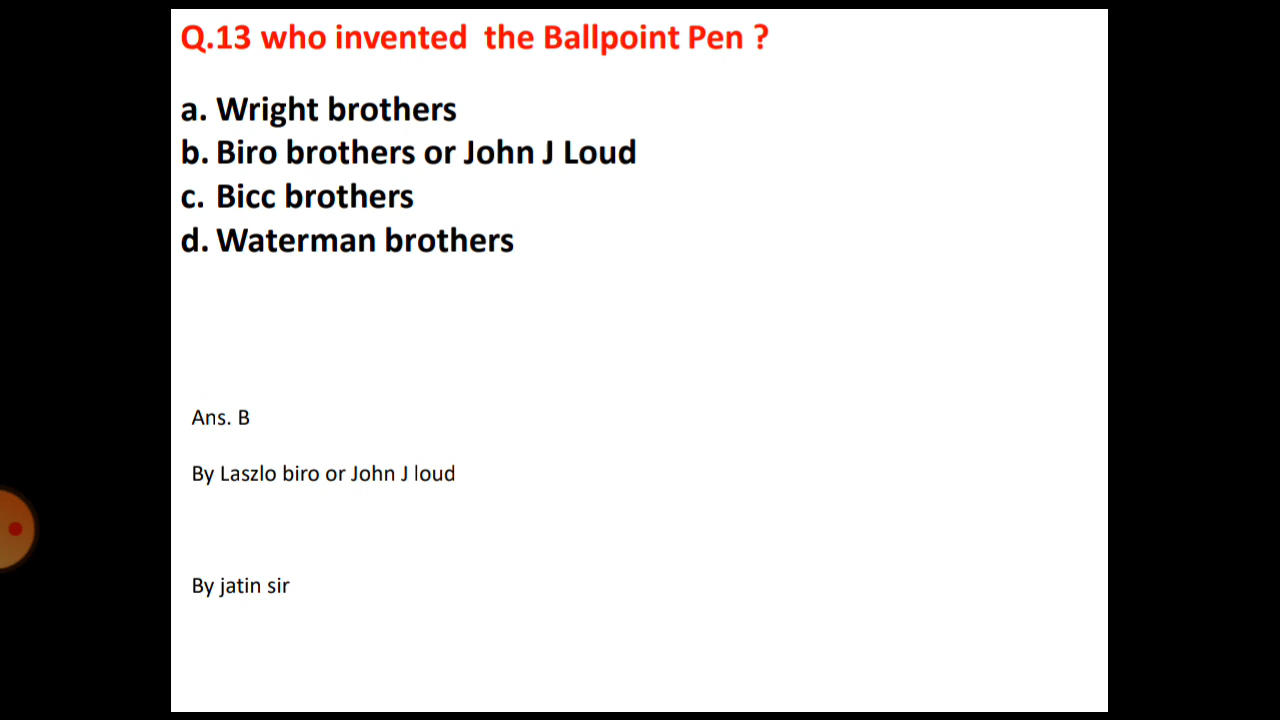 Q.13 who invented  the Ballpoint Pen ?
a. Wright brothers
b. Biro brothers or John J Loud
c. Bicc brothers
d. Waterman brothers
Ans. B
By Laszlo biro or John J loud
By jatin sir